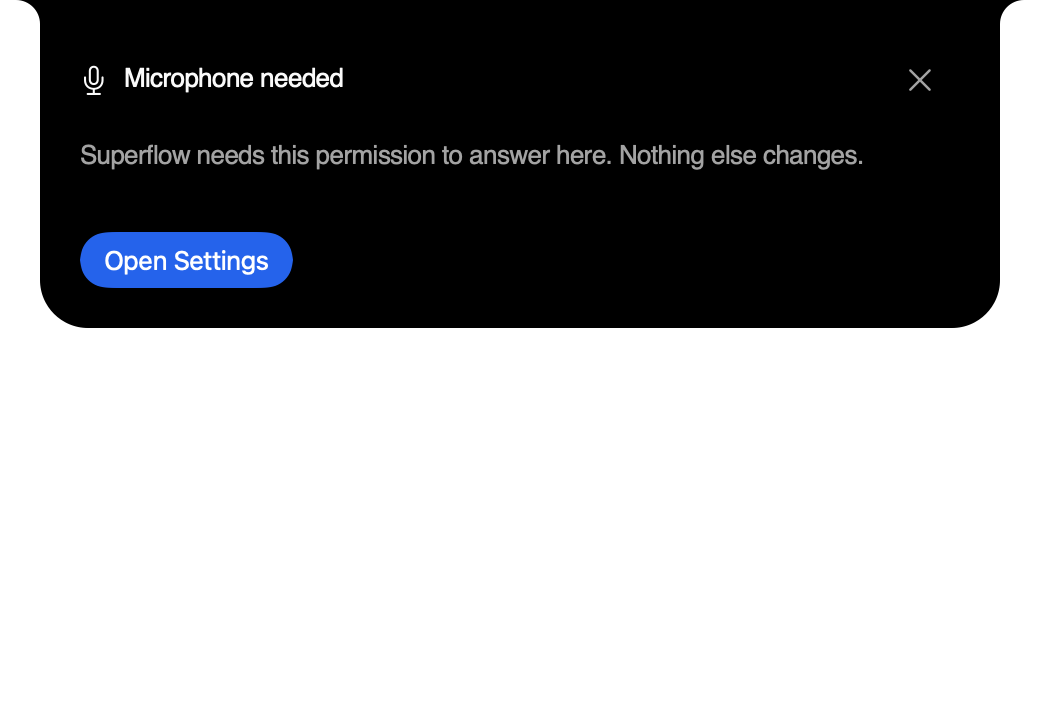 Microphone needed
Superflow needs this permission to answer here. Nothing else changes.
Open Settings